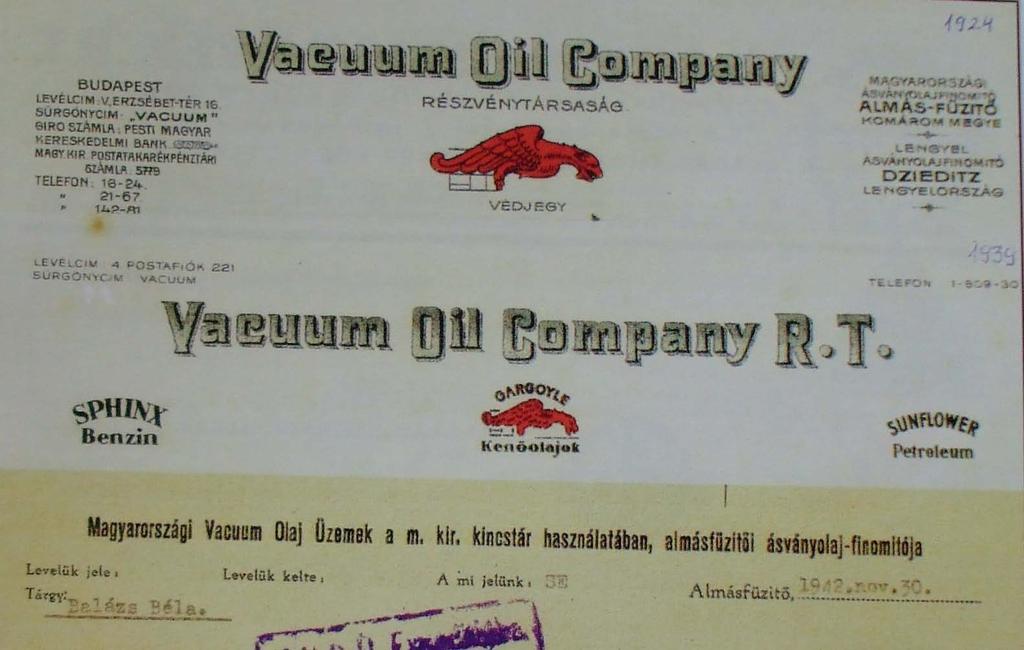 1924
Vacuum Oil Company
RÉSZVÉNYTÁRSASÁG
VÉDJEGY
BUDAPEST
LEVÉLCIM: V. ERZSÉBET-TÉR 16.
SÜRGÖNYCIM: „VACUUM"
GIRO SZÁMLA: PESTI MAGYAR
KERESKEDELMI BANK
MAGY. KIR. POSTATAKARÉKPÉNZTÁRI
SZÁMLA: 5779
TELEFON: 18-24.
" 21-67
" 142-81
MAGYARORSZÁGI
ÁSVÁNYOLAJFINOMITÓ
ALMÁS-FÜZITŐ
KOMÁROM MEGYE
LENGYEL
ÁSVÁNYOLAJFINOMITÓ
DZIEDITZ
LENGYELORSZÁG
1939
LEVÉLCIM 4 POSTAFIÓK 221
SÜRGÖNYCIM VACUUM
TELEFON 1-809-30
Vacuum Oil Company R.T.
SPHINX
Benzin
GARGOYLE
Kenőolajok
SUNFLOWER
Petroleum
Magyarországi Vacuum Olaj Üzemek a m. kir. kincstár használatában, almásfüzitői ásványolaj-finomitója
Levelük jele: Levelük kelte: A mi jelünk: SE Almásfüzitő, 1942.nov.30.
Tárgy: Balázs Béla.